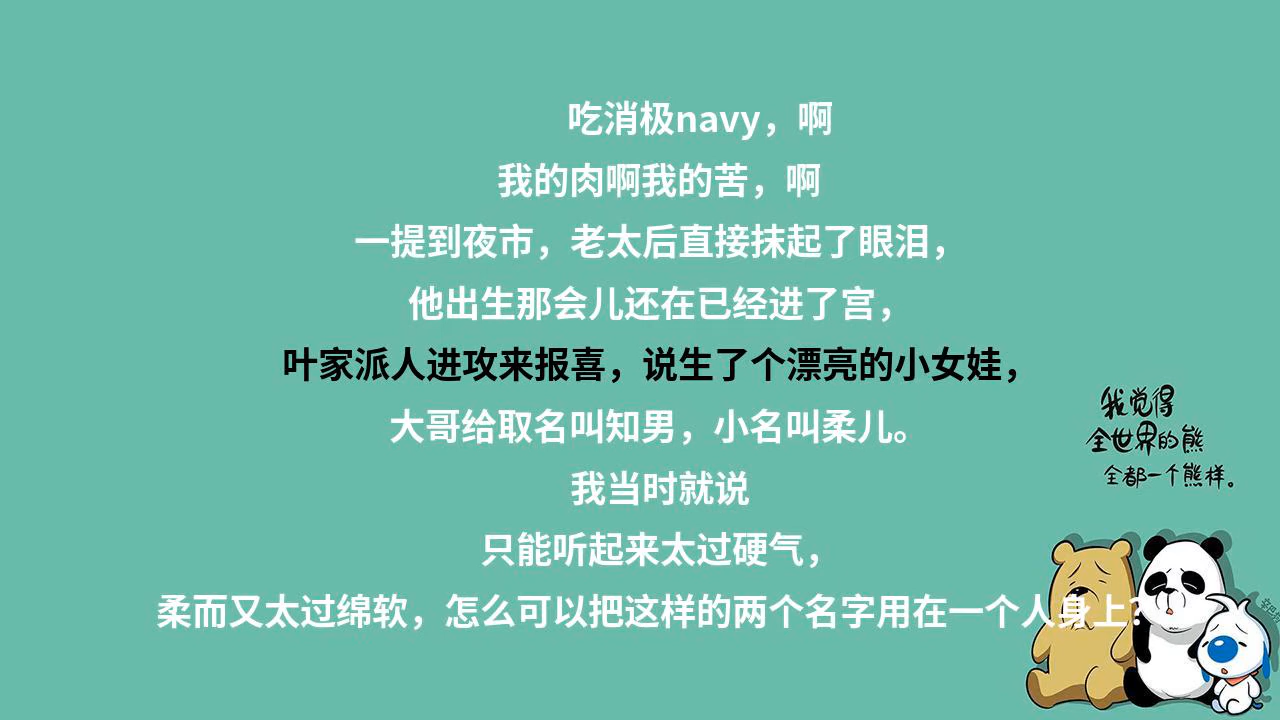 吃消极navy，啊
我的肉啊我的苦，啊
一提到夜市，老太后直接抹起了眼泪，
他出生那会儿还在已经进了宫，
叶家派人进攻来报喜，说生了个漂亮的小女娃，
大哥给取名叫知男，小名叫柔儿。
我当时就说
只能听起来太过硬气，
柔而又太过绵软，怎么可以把这样的两个名字用在一个人身上？
我觉得
全世界的熊
全都一个熊样。